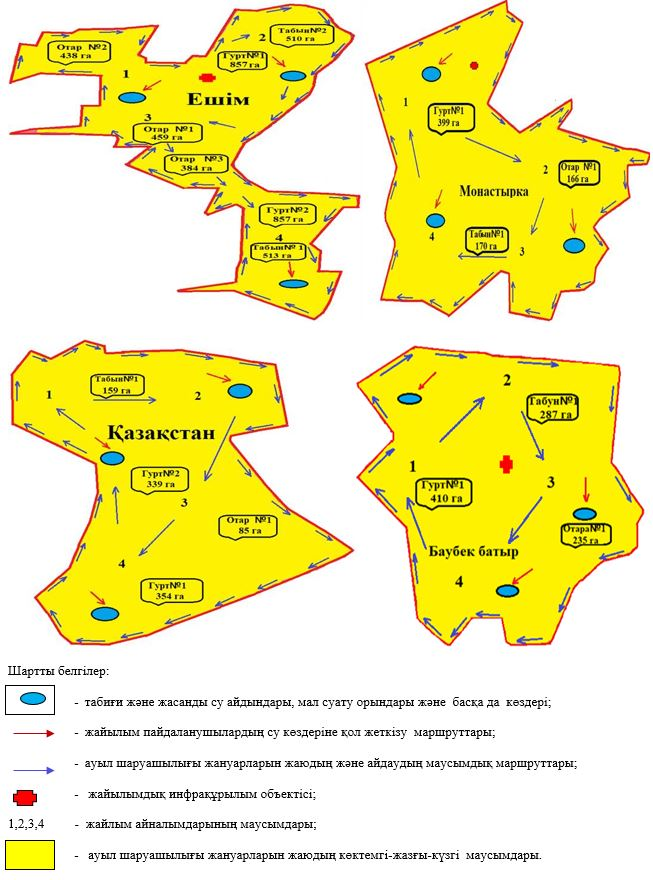 Отар №2
438 га
1
2
Табын№2
510 га
Гурт№1
857 га
Ешім
3
Отар №1
459 га
Отар №3
384 га
Гурт№2
857 га
4
Табын№ 1
513 га
1
Гурт№1
399 га
2
Отар №1
166 га
Монастырка
4
Табын№1
170 га
3
1
Табын№1
159 га
2
Қазақстан
Гурт№2
339 га
3
Отар №1
85 га
4
Гурт№1
354 га
2
Табун№1
287 га
1
Гурт№1
410 га
3
Отара№1
235 га
Баубек батыр
4
Шартты белгілер:
- табиғи және жасанды су айдындары, мал суату орындары және басқа да көздері;
- жайылым пайдаланушылардың су көздеріне қол жеткізу маршруттары;
- ауыл шаруашылығы жануарларын жаюдың және айдаудың маусымдық маршруттары;
- жайылымдық инфрақұрылым объектісі;
1,2,3,4 - жайлым айналымдарының маусымдары;
- ауыл шаруашылығы жануарларын жаюдың көктемгі-жазғы-күзгі маусымдары.